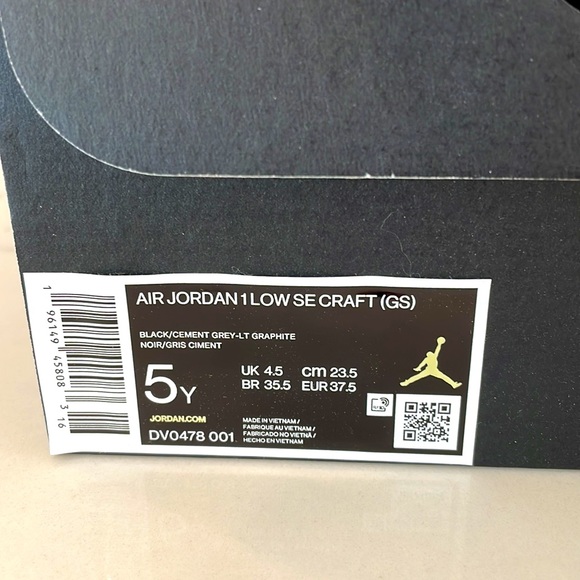 AIR JORDAN 1 LOW SE CRAFT (GS)
BLACK/CEMENT GREY-LT GRAPHITE
NOIR/GRIS CIMENT
5Y
UK 4.5 cm 23.5
BR 35.5 EUR 37.5
JORDAN.COM
DV0478 001
MADE IN VIETNAM /
FABRIQUE AU VIETNAM /
FABRICADO NO VIETNÃ /
HECHO EN VIETNAM
1 96149 45808 3 16